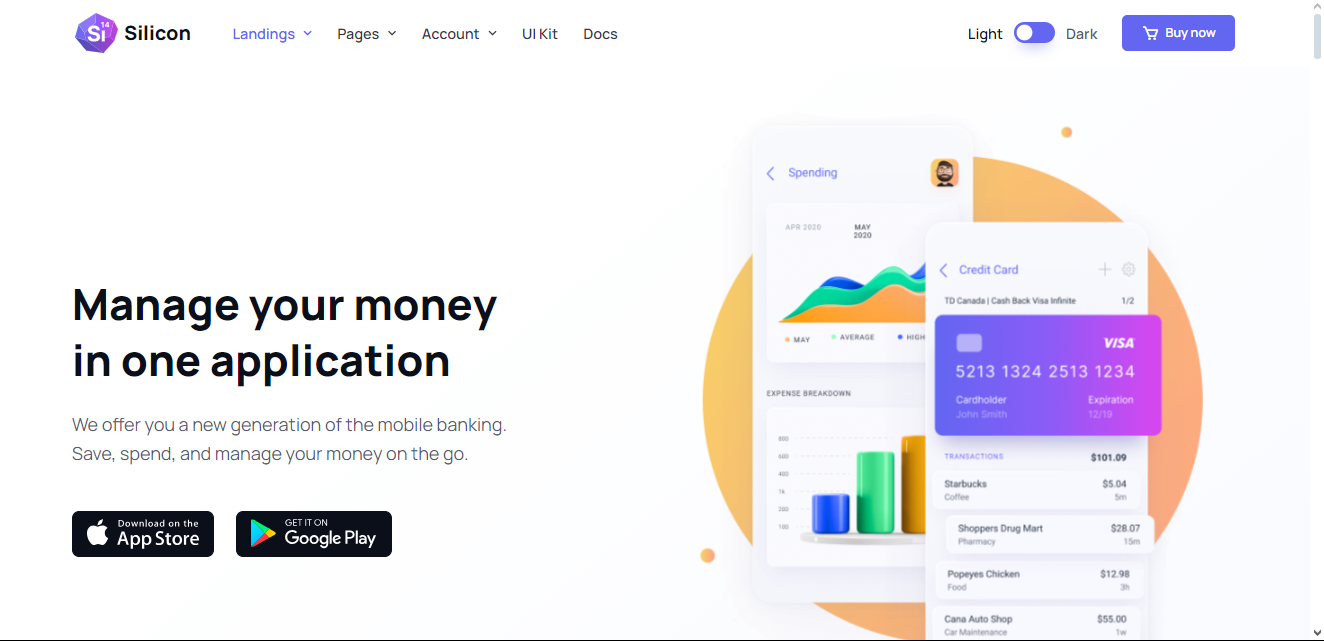 Si 14
Silicon
Landings
Pages
Account
UI Kit
Docs
Light
Dark
Buy now
Manage your money
in one application
We offer you a new generation of the mobile banking.
Save, spend, and manage your money on the go.
Download on the
App Store
GET IT ON
Google Play
Spending
APR 2020
MAY
2020
MAY
AVERAGE
HIGH
EXPENSE BREAKDOWN
800
600
400
1k
250
100
Credit Card
TD Canada | Cash Back Visa Infinite 1/2
VISA
5213 1324 2513 1234
Cardholder Expiration
John Smith 12/19
TRANSACTIONS $101.09
Starbucks $5.04
Coffee 5m
Shoppers Drug Mart $28.07
Pharmacy 15m
Popeyes Chicken $12.98
Food 3h
Cana Auto Shop $55.00
Car Maintenance 1w